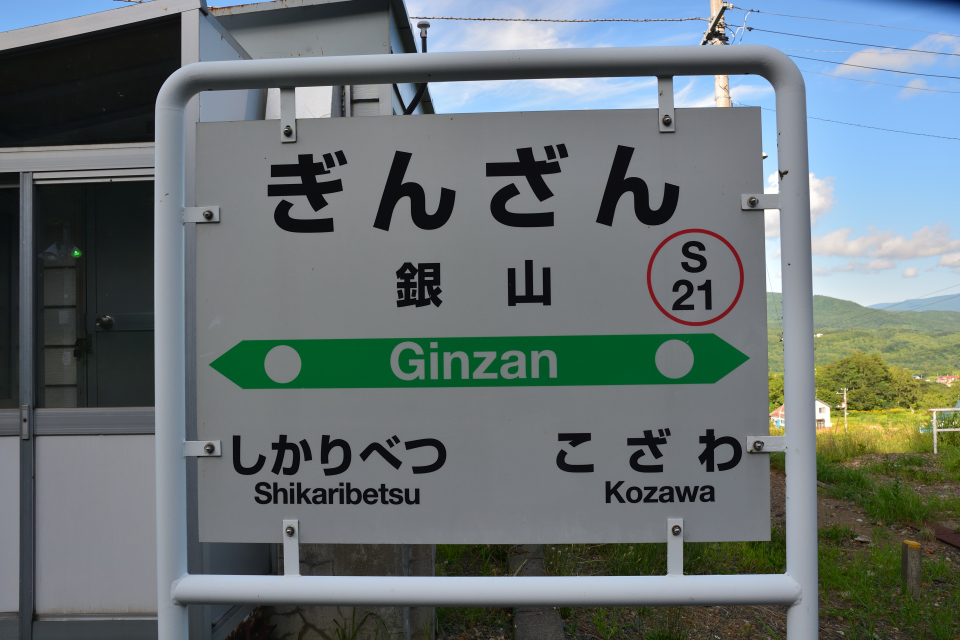 ぎんざん
銀山
S
21
Ginzan
しかりべつ こざわ
Shikaribetsu Kozawa